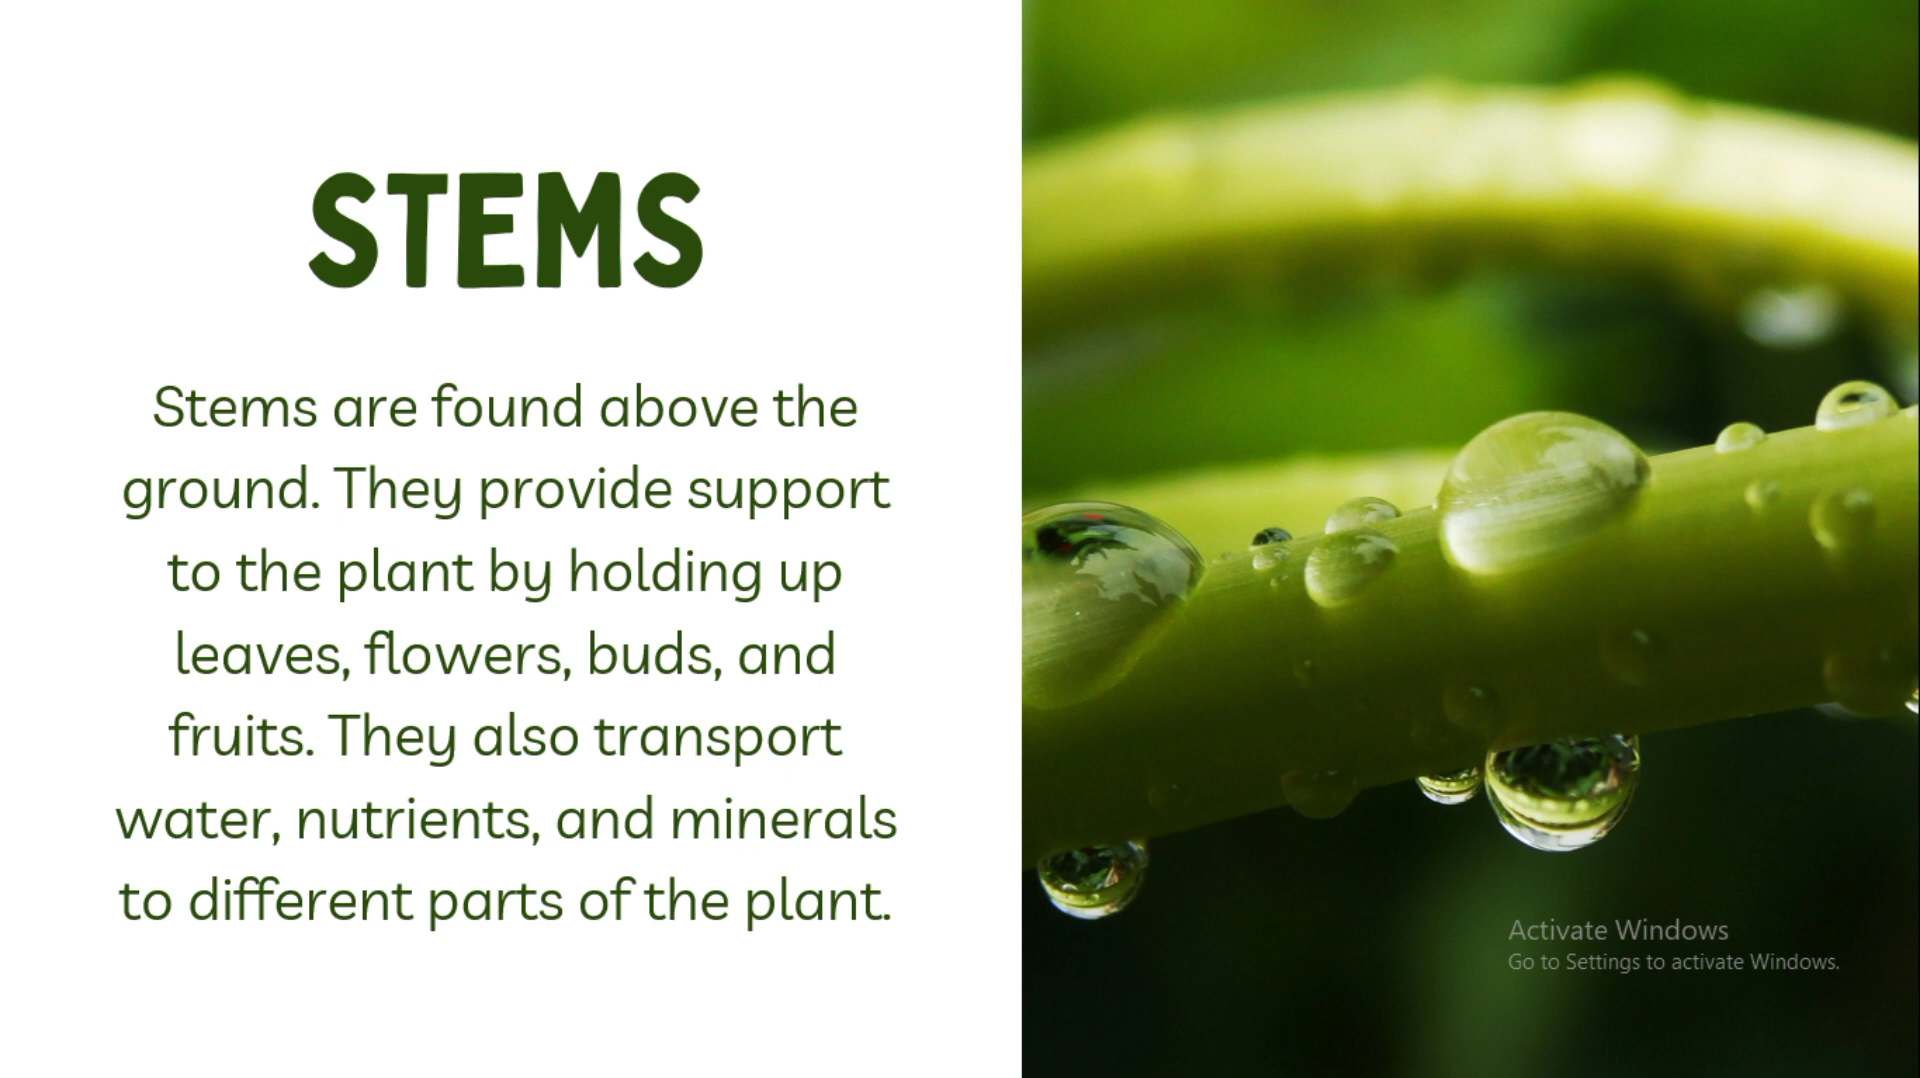 STEMS
Stems are found above the
ground. They provide support
to the plant by holding up
leaves, flowers, buds, and
fruits. They also transport
water, nutrients, and minerals
to different parts of the plant.
Activate Windows
Go to Settings to activate Windows.